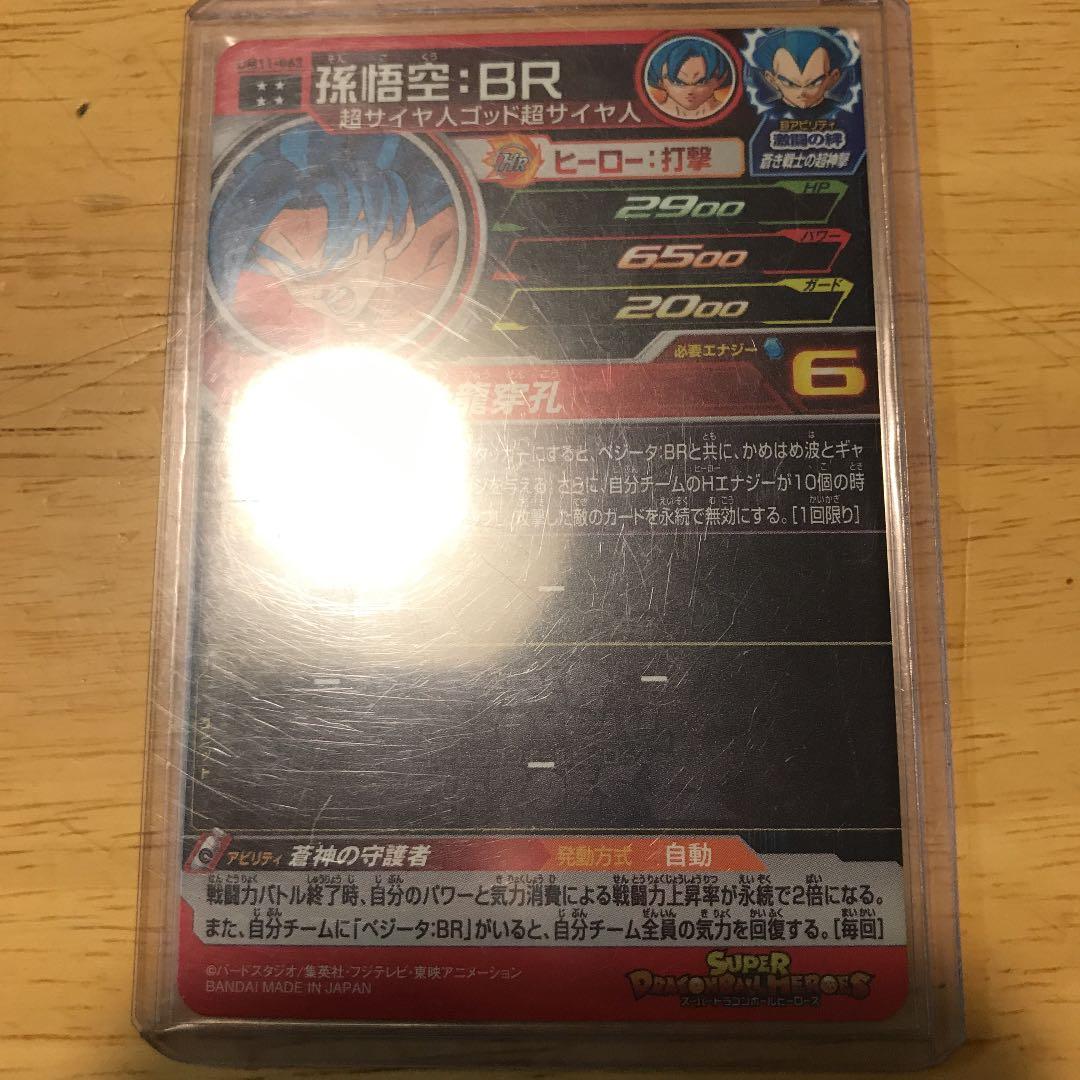 UM11-062
孫悟空:BR
超サイヤ人ゴッド超サイヤ人
超アビリティ
激闘の絆
蒼き戦士の超神撃
HR
ヒーロー:打撃
HP
2900
パワー
6500
ガード
2000
必要エナジー
6
龍穿孔
にすると、ベジータ:BRと共に、かめはめ波とギャ
を与える。さらに、自分チームのHエナジーが10個の時
攻撃した敵のガードを永続で無効にする。[1回限り]
アビリティ 蒼神の守護者 発動方式 自動
戦闘力バトル終了時、自分のパワーと気力消費による戦闘力上昇率が永続で2倍になる。
また、自分チームに「ベジータ:BR」がいると、自分チーム全員の気力を回復する。[毎回]
©バードスタジオ/集英社・フジテレビ・東映アニメーション
BANDAI MADE IN JAPAN
SUPER
DRAGONBALL HEROES
スーパードラゴンボールヒーローズ